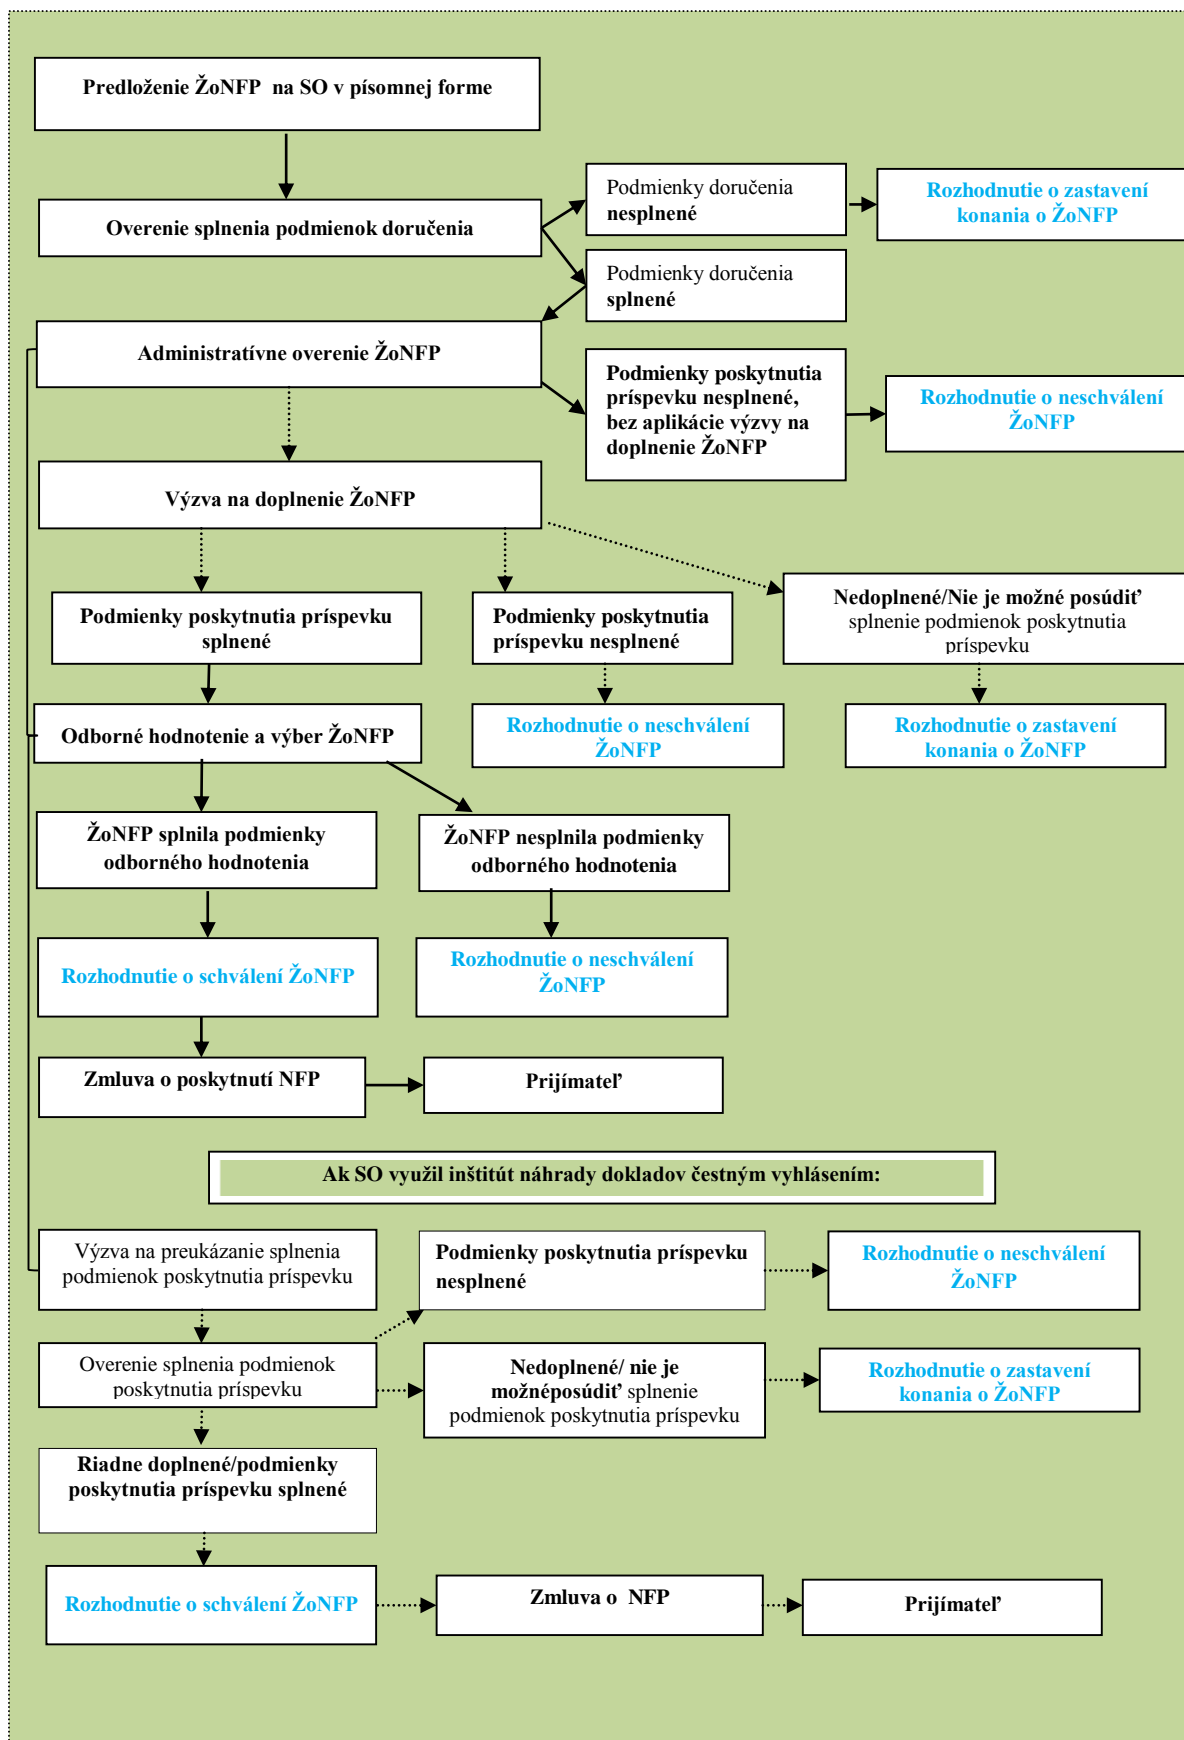 Predloženie ŽoNFP na SO v písomnej forme
Podmienky doručenia
nesplnené
Rozhodnutie o zastavení
konania o ŽoNFP
Overenie splnenia podmienok doručenia
Podmienky doručenia
splnené
Administratívne overenie ŽoNFP
Podmienky poskytnutia
príspevku nesplnené,
bez aplikácie výzvy na
doplnenie ŽoNFP
Rozhodnutie o neschválení
ŽoNFP
Výzva na doplnenie ŽoNFP
Podmienky poskytnutia príspevku
splnené
Podmienky poskytnutia
príspevku nesplnené
Nedoplnené/Nie je možné posúdiť
splnenie podmienok poskytnutia
príspevku
Odborné hodnotenie a výber ŽoNFP
Rozhodnutie o neschválení
ŽoNFP
Rozhodnutie o zastavení
konania o ŽoNFP
ŽoNFP splnila podmienky
odborného hodnotenia
ŽoNFP nesplnila podmienky
odborného hodnotenia
Rozhodnutie o schválení ŽoNFP
Rozhodnutie o neschválení
ŽoNFP
Zmluva o poskytnutí NFP
Prijímateľ
Ak SO využil inštitút náhrady dokladov čestným vyhlásením:
Výzva na preukázanie splnenia
podmienok poskytnutia príspevku
Podmienky poskytnutia príspevku
nesplnené
Rozhodnutie o neschválení
ŽoNFP
Overenie splnenia podmienok
poskytnutia príspevku
Nedoplnené/ nie je
možnéposúdiť splnenie
podmienok poskytnutia príspevku
Rozhodnutie o zastavení
konania o ŽoNFP
Riadne doplnené/podmienky
poskytnutia príspevku splnené
Rozhodnutie o schválení ŽoNFP
Zmluva o NFP
Prijímateľ